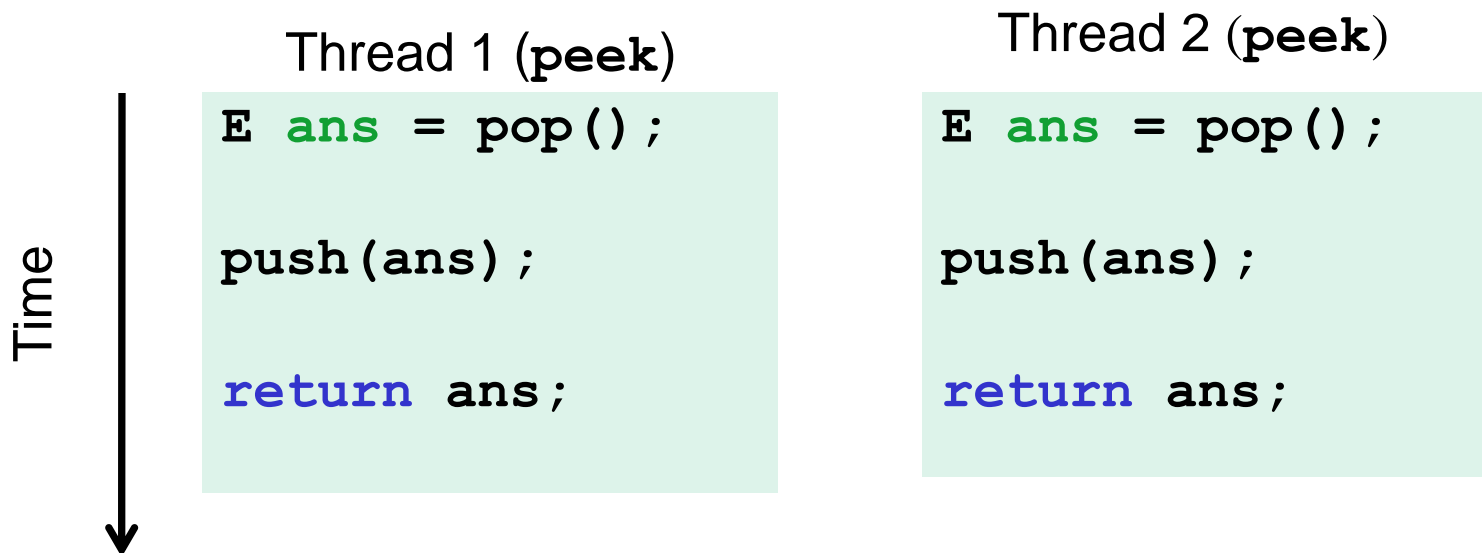 Thread 1 (peek)
Thread 2 (peek)
Time
E ans = pop();
push(ans);
return ans;
E ans = pop();
push(ans);
return ans;